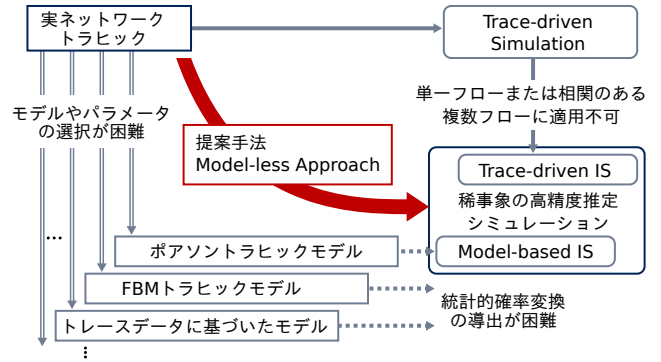 実ネットワーク
トラヒック
Trace-driven
Simulation
モデルやパラメータ
の選択が困難
単一フローまたは相関のある
複数フローに適用不可
提案手法
Model-less Approach
Trace-driven IS
稀事象の高精度推定
シミュレーション
Model-based IS
...
ポアソントラヒックモデル
FBMトラヒックモデル
統計的確率変換
の導出が困難
トレースデータに基づいたモデル
...